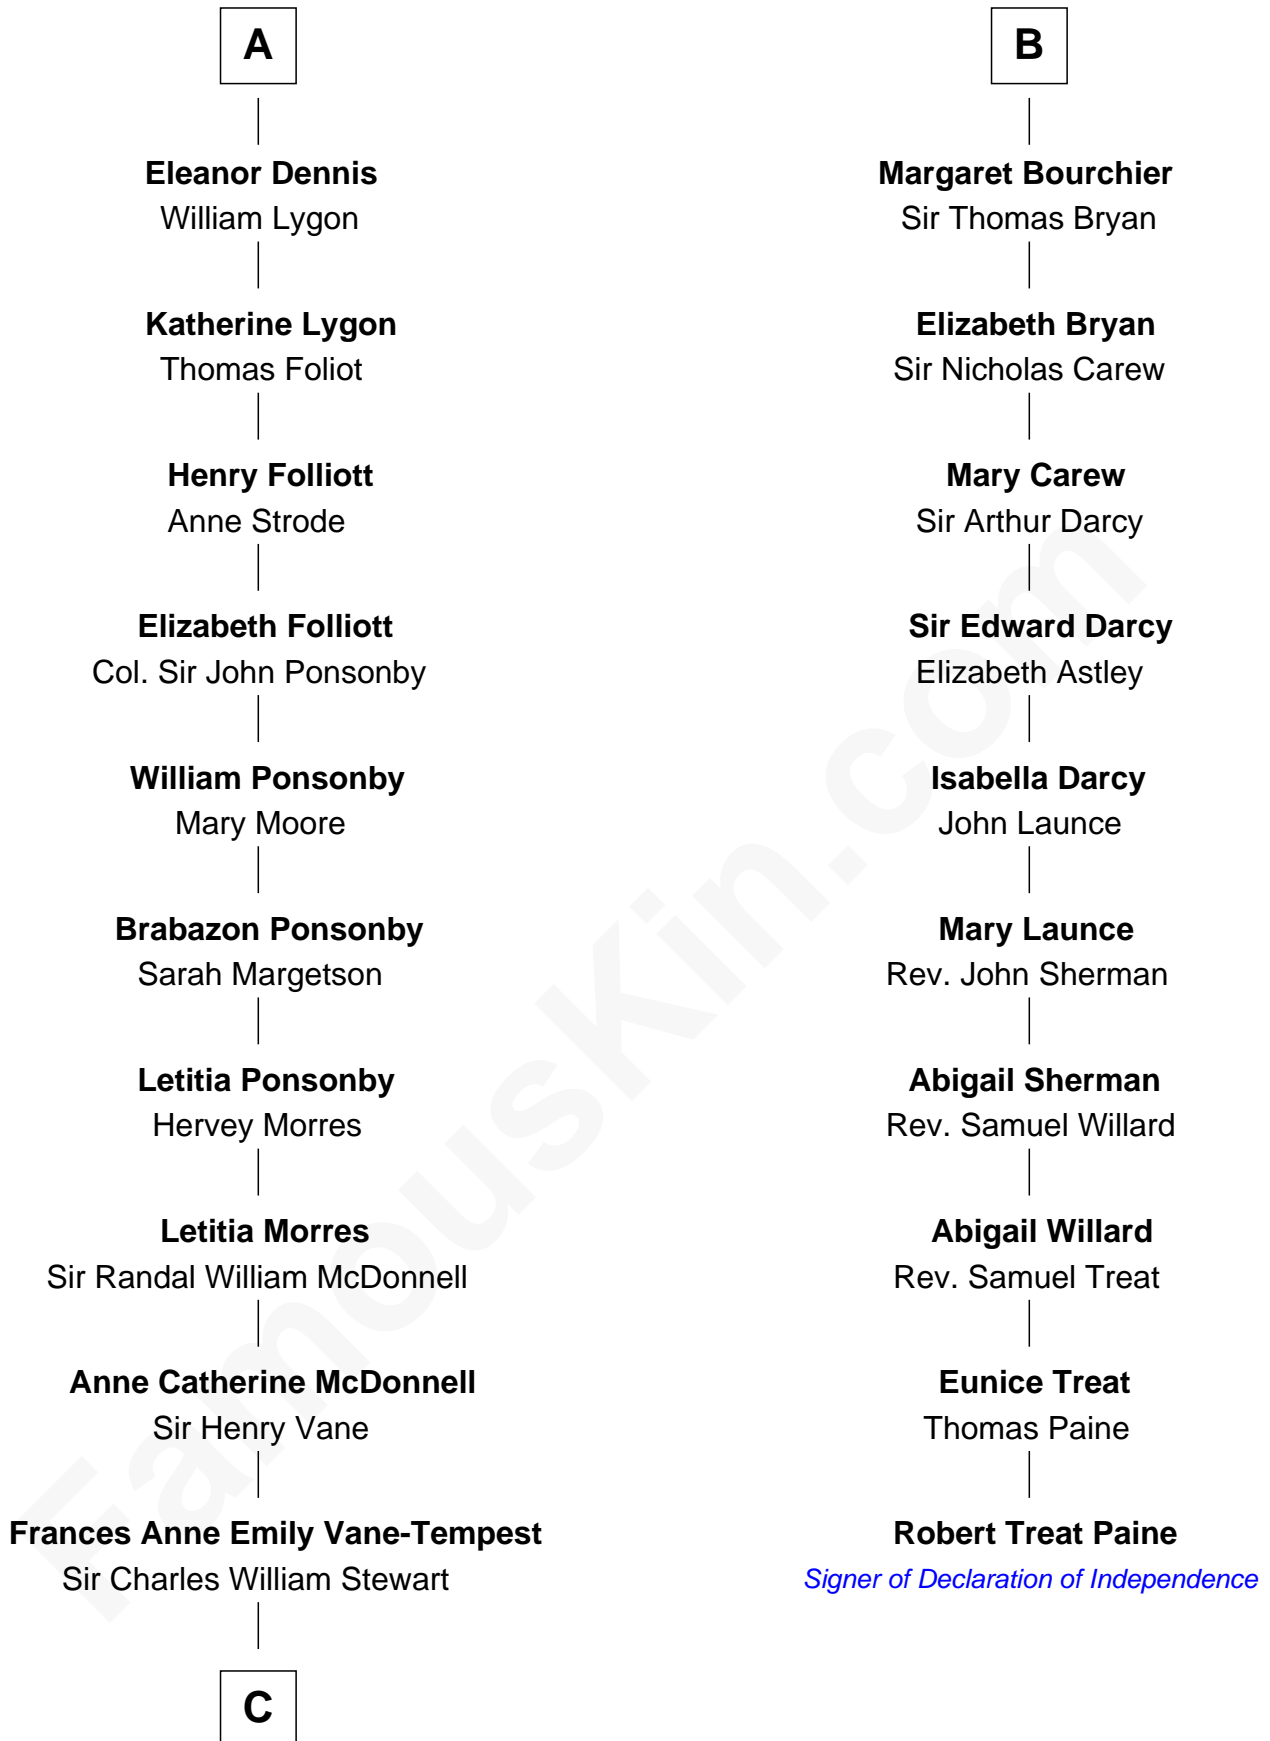 A
Eleanor Dennis
William Lygon
Katherine Lygon
Thomas Foliot
Henry Folliott
Anne Strode
Elizabeth Folliott
Col. Sir John Ponsonby
William Ponsonby
Mary Moore
Brabazon Ponsonby
Sarah Margetson
Letitia Ponsonby
Hervey Morres
Letitia Morres
Sir Randal William McDonnell
Anne Catherine McDonnell
Sir Henry Vane
Frances Anne Emily Vane-Tempest
Sir Charles William Stewart
C
B
Margaret Bourchier
Sir Thomas Bryan
Elizabeth Bryan
Sir Nicholas Carew
Mary Carew
Sir Arthur Darcy
Sir Edward Darcy
Elizabeth Astley
Isabella Darcy
John Launce
Mary Launce
Rev. John Sherman
Abigail Sherman
Rev. Samuel Willard
Abigail Willard
Rev. Samuel Treat
Eunice Treat
Thomas Paine
Robert Treat Paine
Signer of Declaration of Independence
FamousKin.com